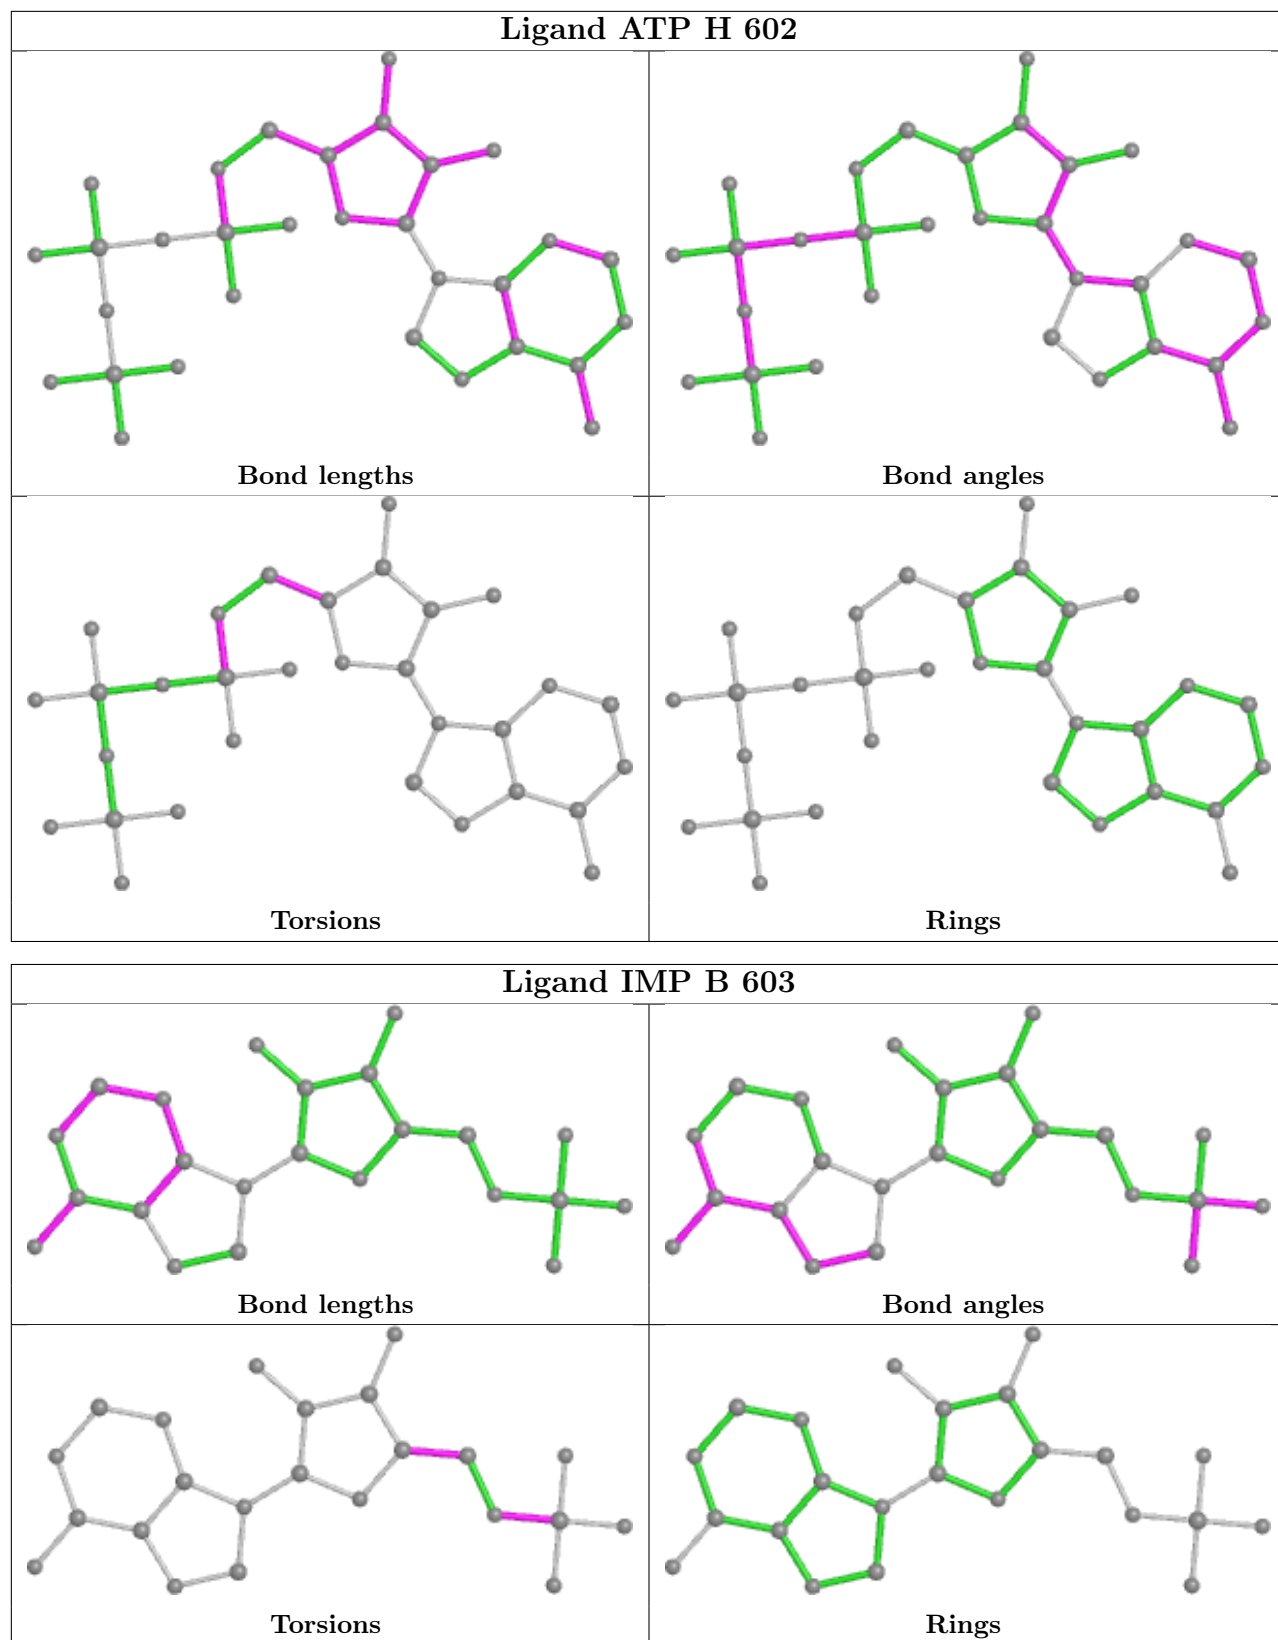 Ligand ATP H 602
Bond lengths
Bond angles
Torsions
Rings
Ligand IMP B 603
Bond lengths
Bond angles
Torsions
Rings